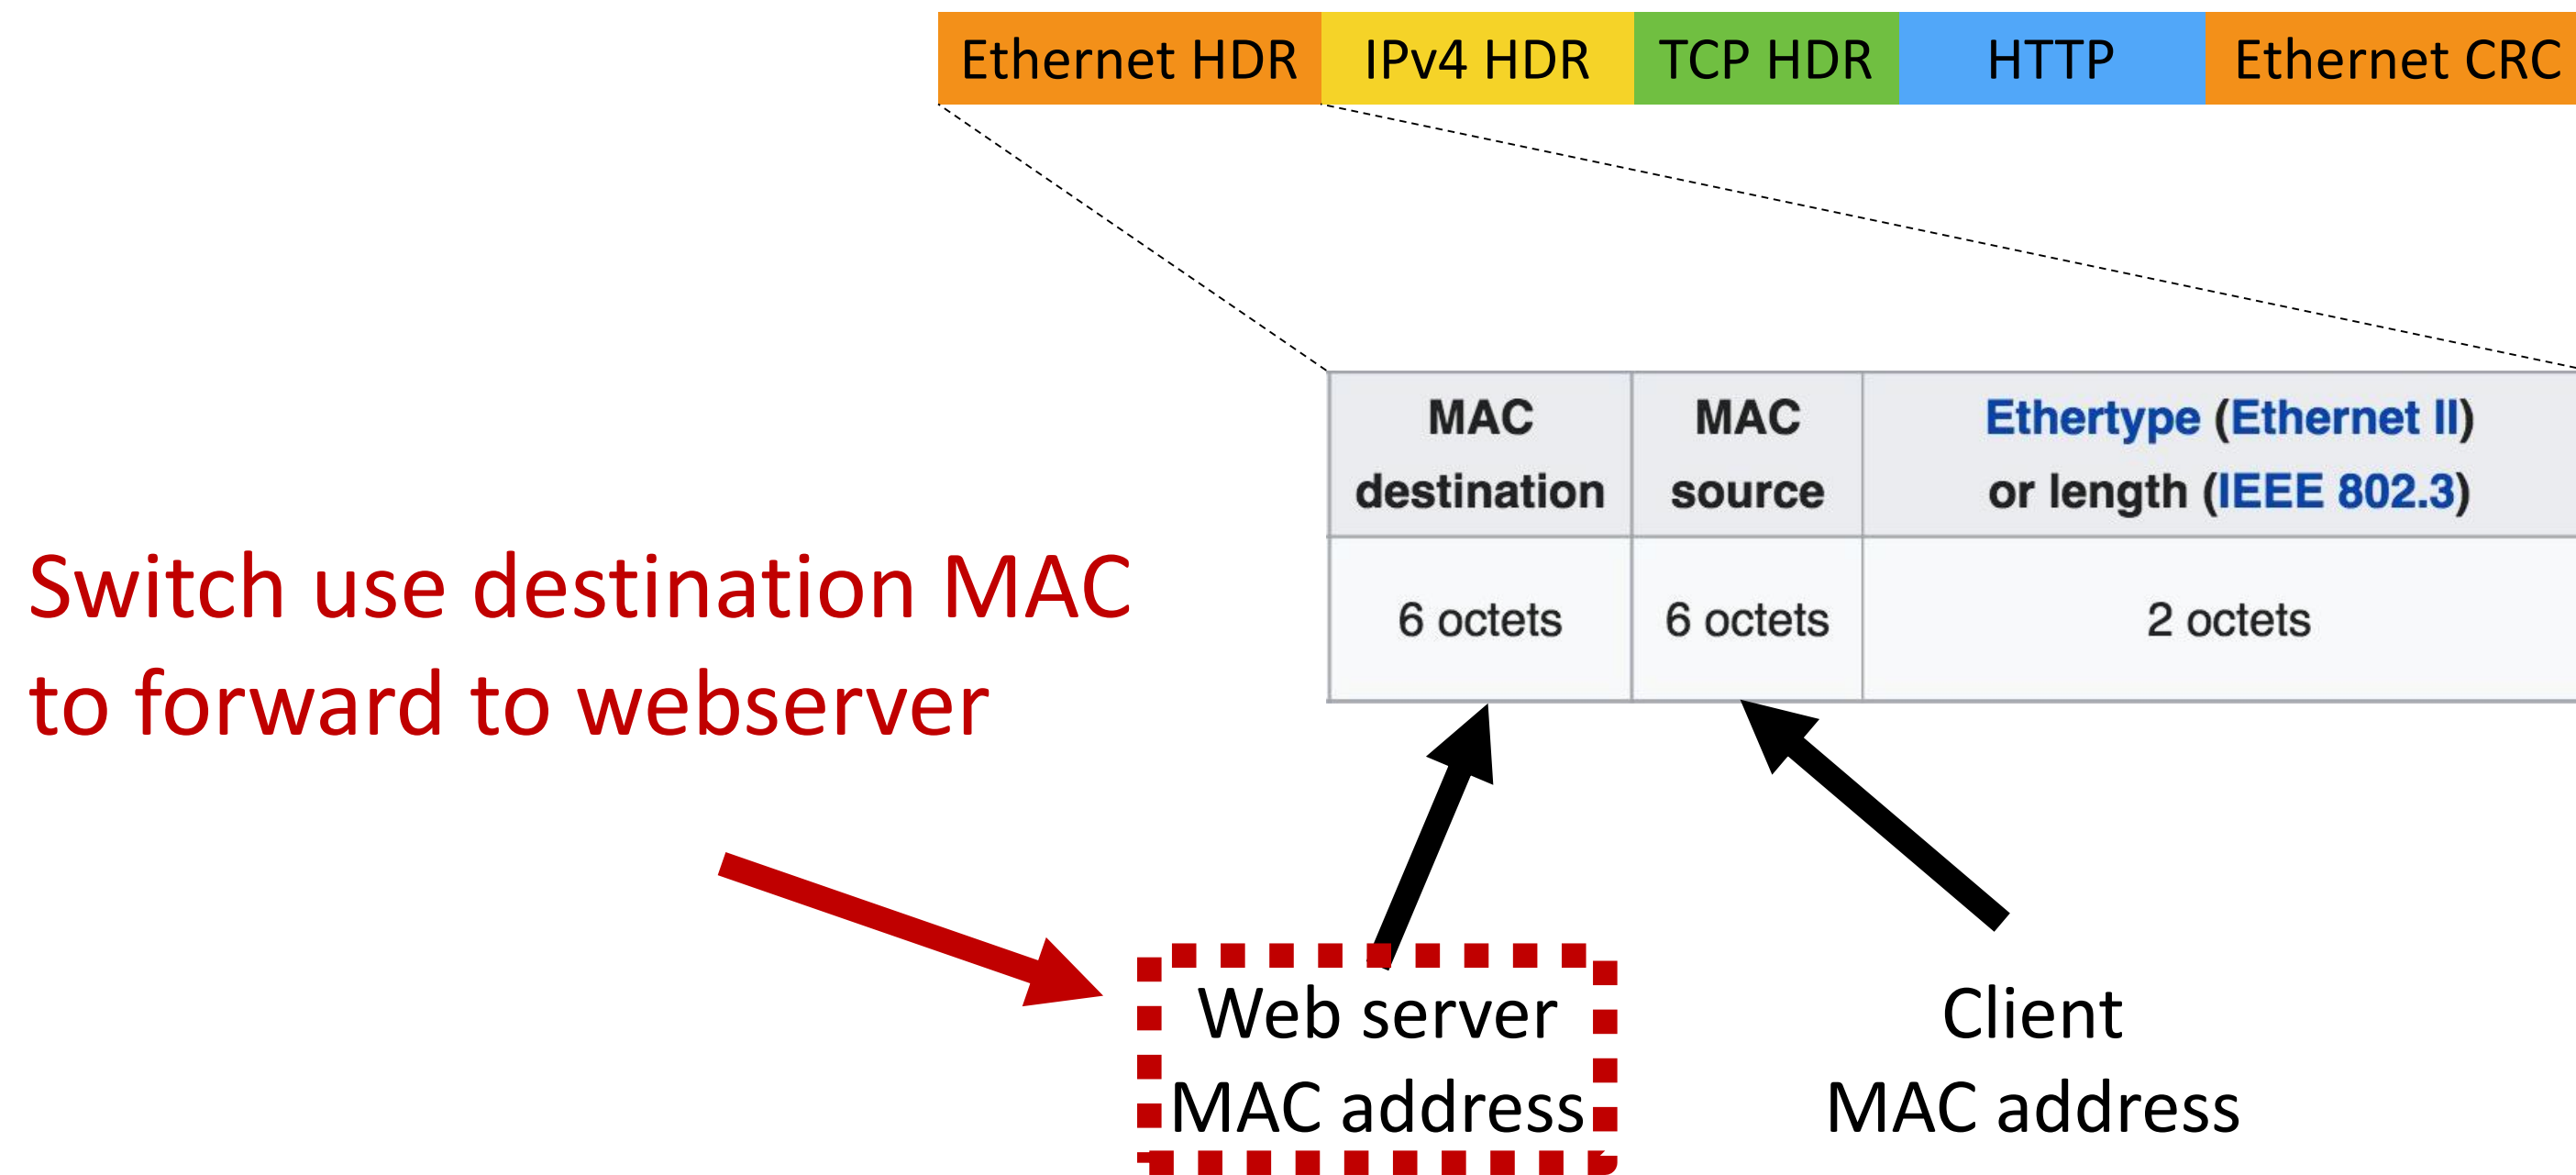 Ethernet HDR IPv4 HDR TCP HDR HTTP Ethernet CRC
MAC destination MAC source Ethertype (Ethernet II) or length (IEEE 802.3)
6 octets 6 octets 2 octets
Switch use destination MAC
to forward to webserver
Web server
MAC address
Client
MAC address